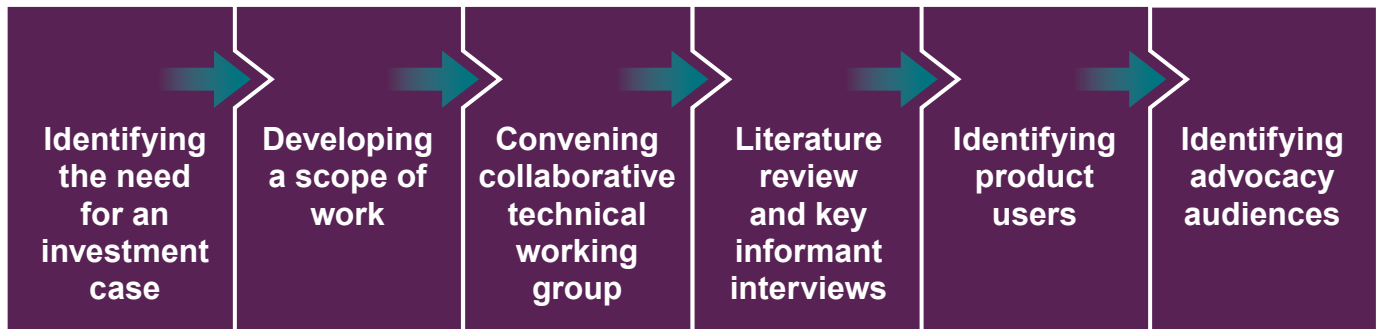 Identifying
the need
for an
investment
case
Developing
a scope of
work
Convening
collaborative
technical
working
group
Literature
review
and key
informant
interviews
Identifying
product
users
Identifying
advocacy
audiences